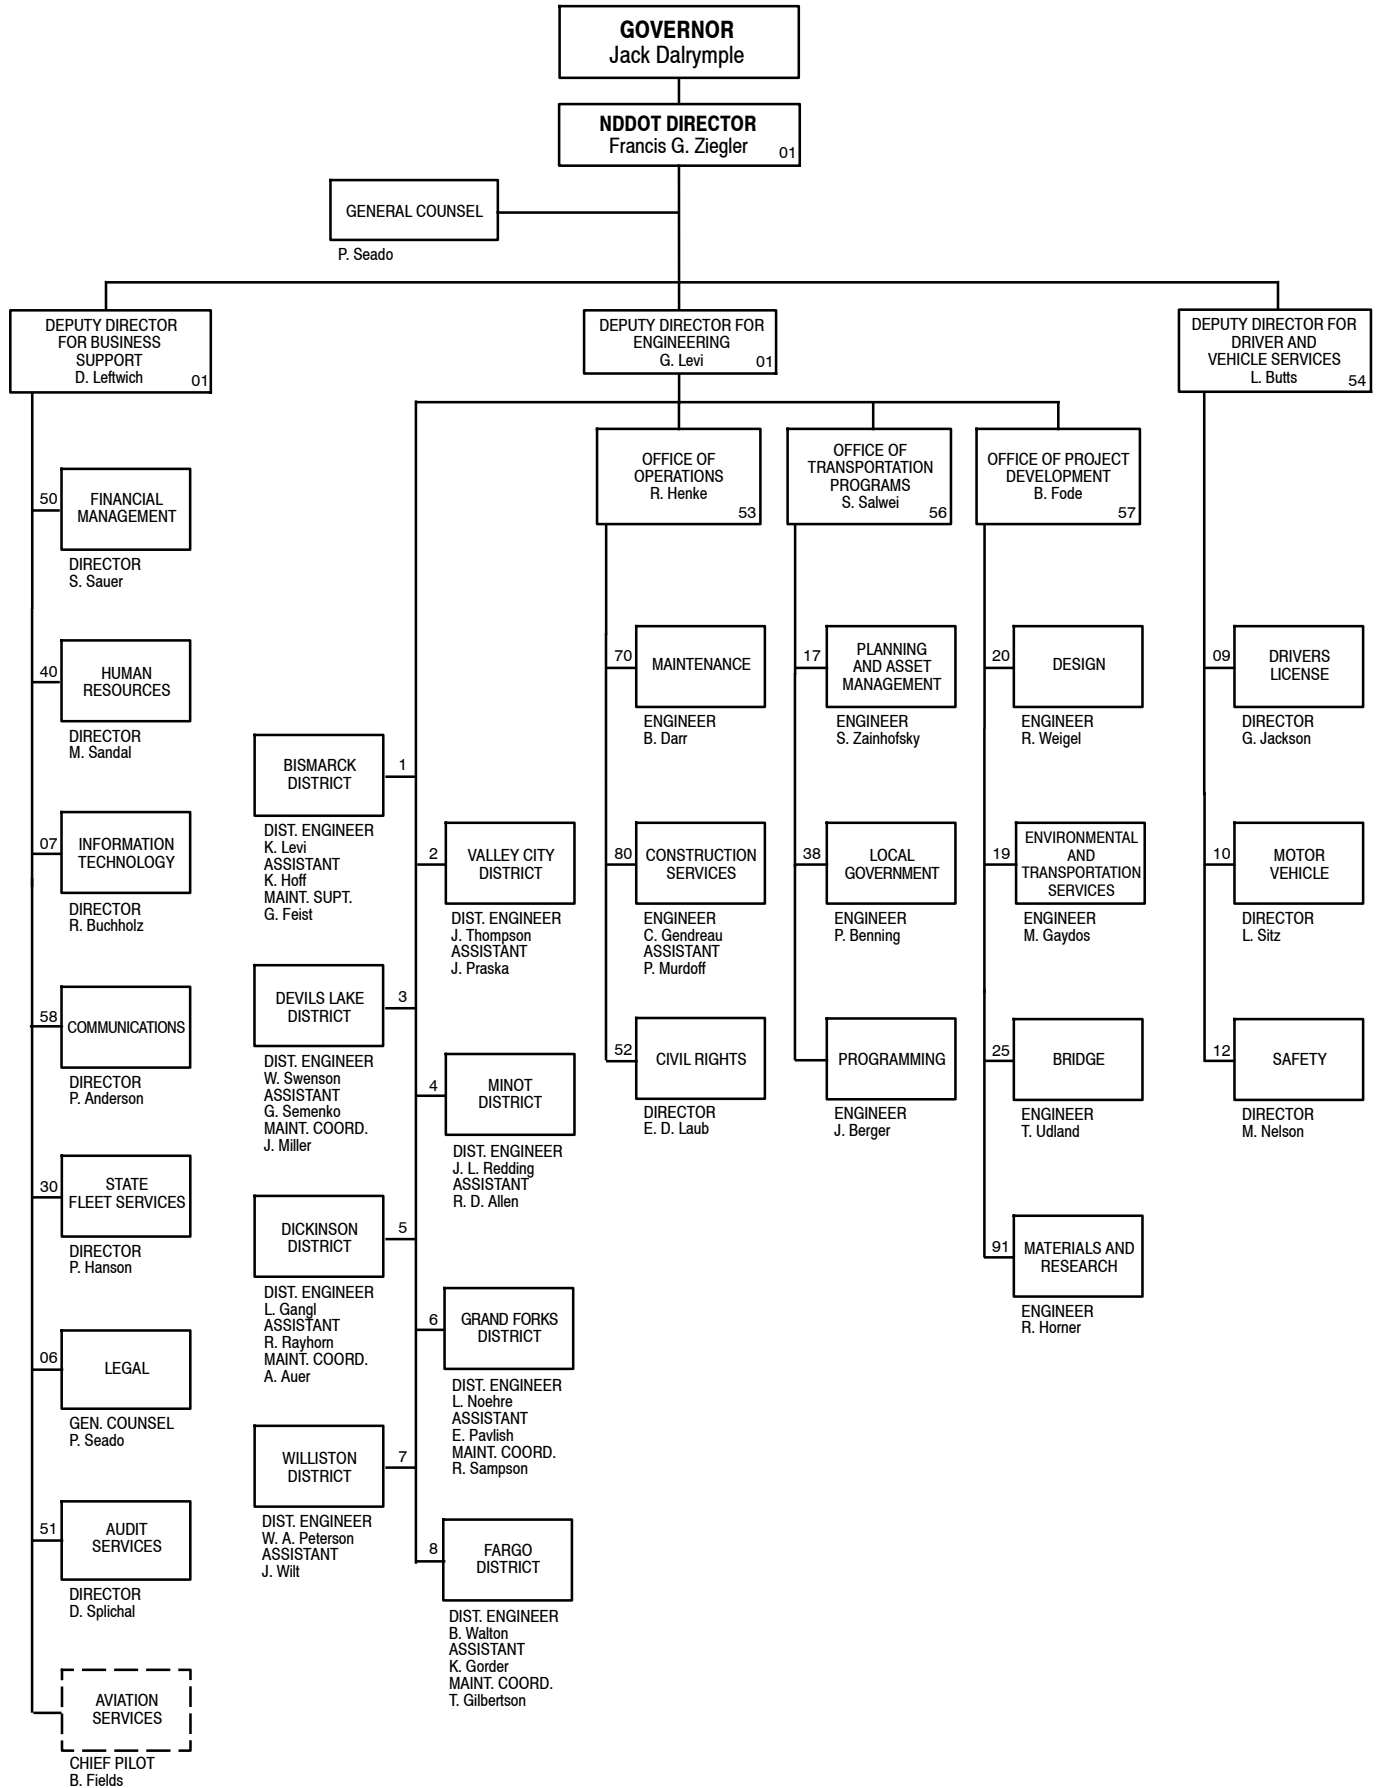 GOVERNOR
Jack Dalrymple
NDDOT DIRECTOR
Francis G. Ziegler
01
GENERAL COUNSEL
P. Seado
DEPUTY DIRECTOR
FOR BUSINESS
SUPPORT
D. Leftwich
01
DEPUTY DIRECTOR FOR
ENGINEERING
G. Levi
01
DEPUTY DIRECTOR FOR
DRIVER AND
VEHICLE SERVICES
L. Butts
54
50
FINANCIAL
MANAGEMENT
DIRECTOR
S. Sauer
40
HUMAN
RESOURCES
DIRECTOR
M. Sandal
07
INFORMATION
TECHNOLOGY
DIRECTOR
R. Buchholz
58
COMMUNICATIONS
DIRECTOR
P. Anderson
30
STATE
FLEET SERVICES
DIRECTOR
P. Hanson
06
LEGAL
GEN. COUNSEL
P. Seado
51
AUDIT
SERVICES
DIRECTOR
D. Splichal
AVIATION
SERVICES
CHIEF PILOT
B. Fields
BISMARCK
DISTRICT
1
DIST. ENGINEER
K. Levi
ASSISTANT
K. Hoff
MAINT. SUPT.
G. Feist
2
VALLEY CITY
DISTRICT
DIST. ENGINEER
J. Thompson
ASSISTANT
J. Praska
DEVILS LAKE
DISTRICT
3
DIST. ENGINEER
W. Swenson
ASSISTANT
G. Semenko
MAINT. COORD.
J. Miller
4
MINOT
DISTRICT
DIST. ENGINEER
J. L. Redding
ASSISTANT
R. D. Allen
DICKINSON
DISTRICT
5
DIST. ENGINEER
L. Gangl
ASSISTANT
R. Rayhorn
MAINT. COORD.
A. Auer
6
GRAND FORKS
DISTRICT
DIST. ENGINEER
L. Noehre
ASSISTANT
E. Pavlish
MAINT. COORD.
R. Sampson
WILLISTON
DISTRICT
7
DIST. ENGINEER
W. A. Peterson
ASSISTANT
J. Wilt
8
FARGO
DISTRICT
DIST. ENGINEER
B. Walton
ASSISTANT
K. Gorder
MAINT. COORD.
T. Gilbertson
OFFICE OF
OPERATIONS
R. Henke
53
70
MAINTENANCE
ENGINEER
B. Darr
80
CONSTRUCTION
SERVICES
ENGINEER
C. Gendreau
ASSISTANT
P. Murdoff
52
CIVIL RIGHTS
DIRECTOR
E. D. Laub
OFFICE OF
TRANSPORTATION
PROGRAMS
S. Salwei
56
17
PLANNING
AND ASSET
MANAGEMENT
ENGINEER
S. Zainhofsky
38
LOCAL
GOVERNMENT
ENGINEER
P. Benning
PROGRAMMING
ENGINEER
J. Berger
OFFICE OF PROJECT
DEVELOPMENT
B. Fode
57
20
DESIGN
ENGINEER
R. Weigel
19
ENVIRONMENTAL
AND
TRANSPORTATION
SERVICES
ENGINEER
M. Gaydos
25
BRIDGE
ENGINEER
T. Udland
91
MATERIALS AND
RESEARCH
ENGINEER
R. Horner
09
DRIVERS
LICENSE
DIRECTOR
G. Jackson
10
MOTOR
VEHICLE
DIRECTOR
L. Sitz
12
SAFETY
DIRECTOR
M. Nelson